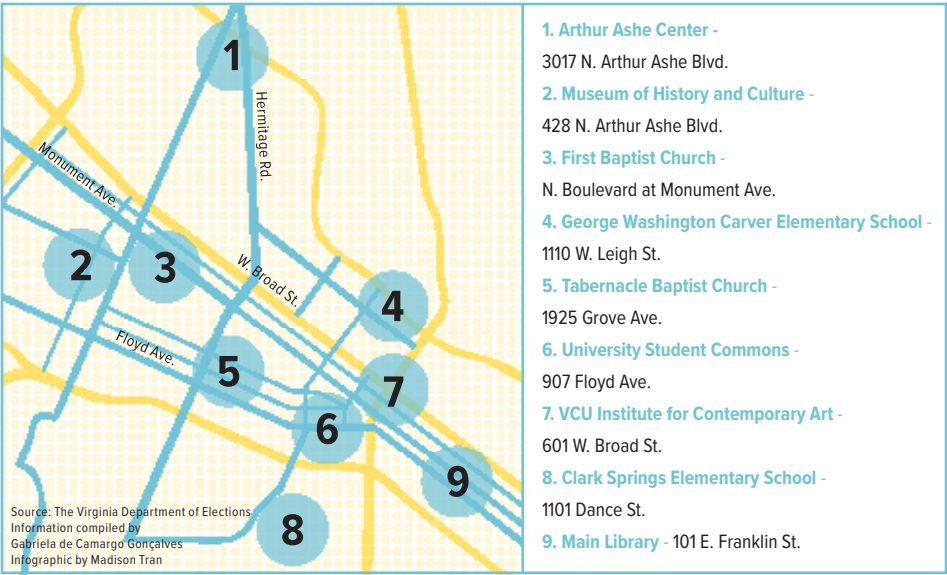 1
Hermitage Rd.
Monument Ave.
2
3
W. Broad St.
4
Floyd Ave.
5
7
6
9
8
Source: The Virginia Department of Elections
Information compiled by
Gabriela de Camargo Gonçalves
Infographic by Madison Tran
1. Arthur Ashe Center -
3017 N. Arthur Ashe Blvd.
2. Museum of History and Culture -
428 N. Arthur Ashe Blvd.
3. First Baptist Church -
N. Boulevard at Monument Ave.
4. George Washington Carver Elementary School -
1110 W. Leigh St.
5. Tabernacle Baptist Church -
1925 Grove Ave.
6. University Student Commons -
907 Floyd Ave.
7. VCU Institute for Contemporary Art -
601 W. Broad St.
8. Clark Springs Elementary School -
1101 Dance St.
9. Main Library - 101 E. Franklin St.